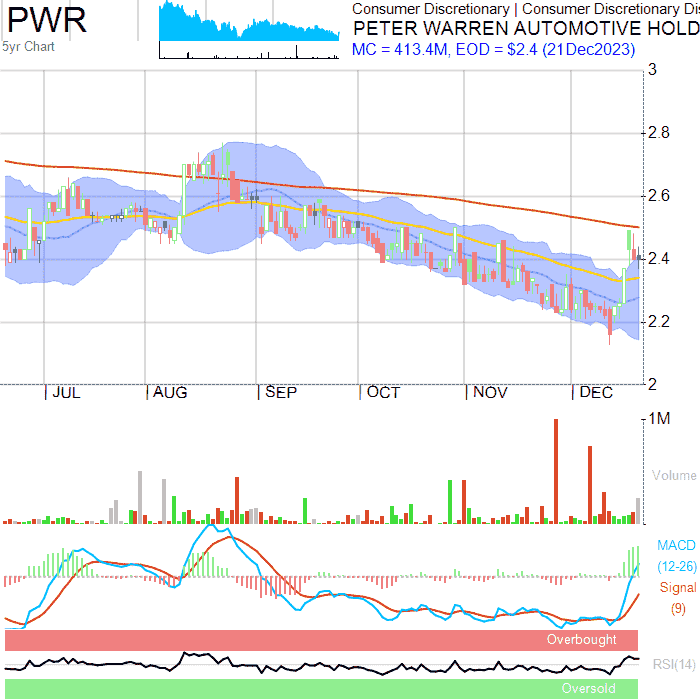 PWR
5yr Chart
Consumer Discretionary | Consumer Discretionary Dis
PETER WARREN AUTOMOTIVE HOLD
MC = 413.4M, EOD = $2.4 (21Dec2023)
3
2.8
2.6
2.4
2.2
2
JUL AUG SEP OCT NOV DEC
1M
Volume
MACD
(12-26)
Signal
(9)
Overbought
RSI(14)
Oversold